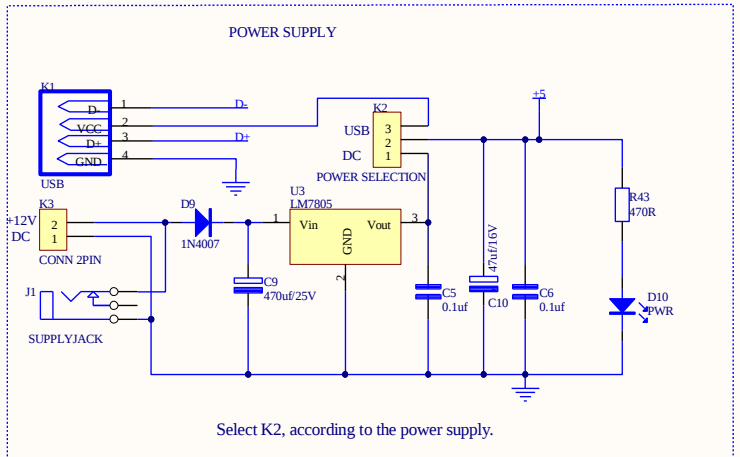 POWER SUPPLY
K1
1
D-
D-
2
VCC
3
D+
D+
4
GND
USB
K2
USB
3
2
DC
1
POWER SELECTION
+5
K3
+12V
2
DC
1
CONN 2PIN
D9
1N4007
U3
LM7805
1
Vin
Vout
3
GND
2
C9
470uf/25V
C5
0.1uf
47uf/16V
C10
C6
0.1uf
R43
470R
D10
PWR
J1
SUPPLYJACK
Select K2, according to the power supply.